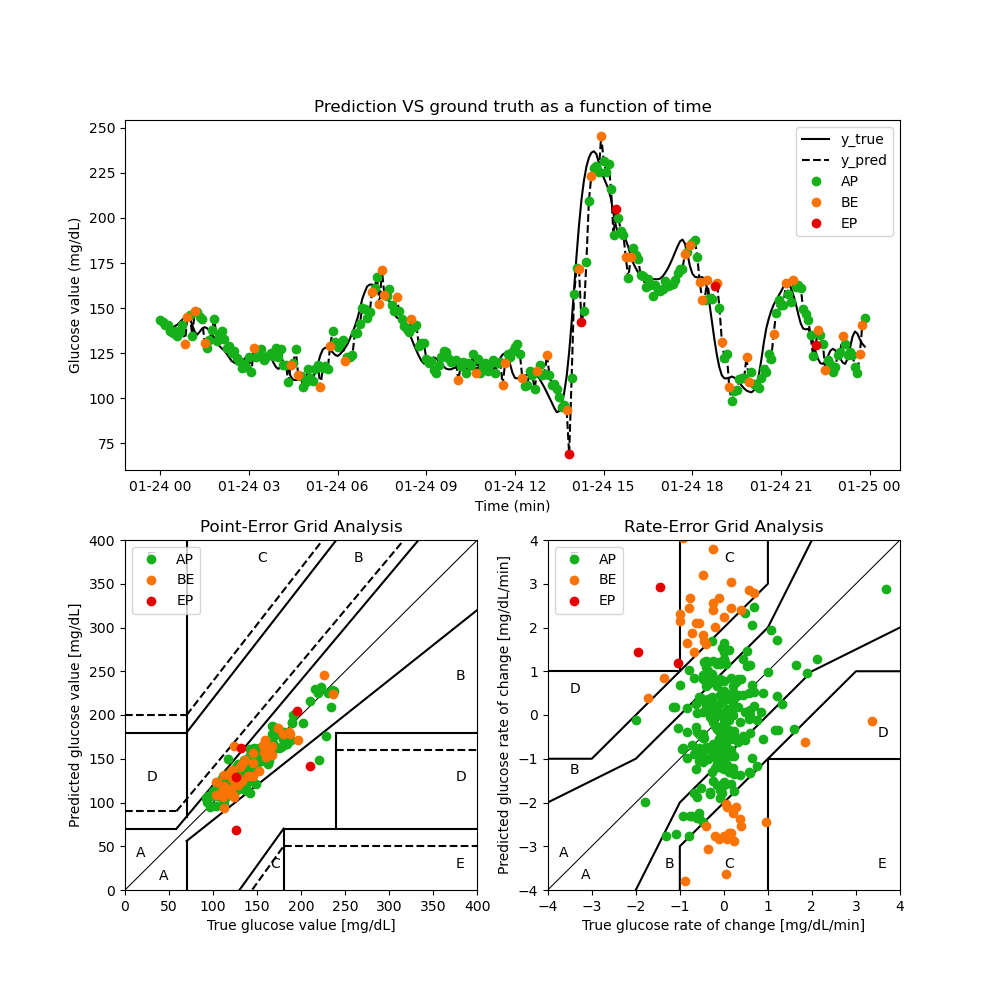 Prediction VS ground truth as a function of time
250
225
200
175
150
125
100
75
Glucose value (mg/dL)
y_true
y_pred
AP
BE
EP
01-24 00 01-24 03 01-24 06 01-24 09 01-24 12 01-24 15 01-24 18 01-24 21 01-25 00
Time (min)
Point-Error Grid Analysis
400
350
300
250
200
150
100
50
0
Predicted glucose value [mg/dL]
AP
BE
EP
C
B
B
D
D
A
A
C
E
0 50 100 150 200 250 300 350 400
True glucose value [mg/dL]
Rate-Error Grid Analysis
4
3
2
1
0
−1
−2
−3
−4
Predicted glucose rate of change [mg/dL/min]
AP
BE
EP
C
D
D
B
A
A
B
C
E
−4 −3 −2 −1 0 1 2 3 4
True glucose rate of change [mg/dL/min]